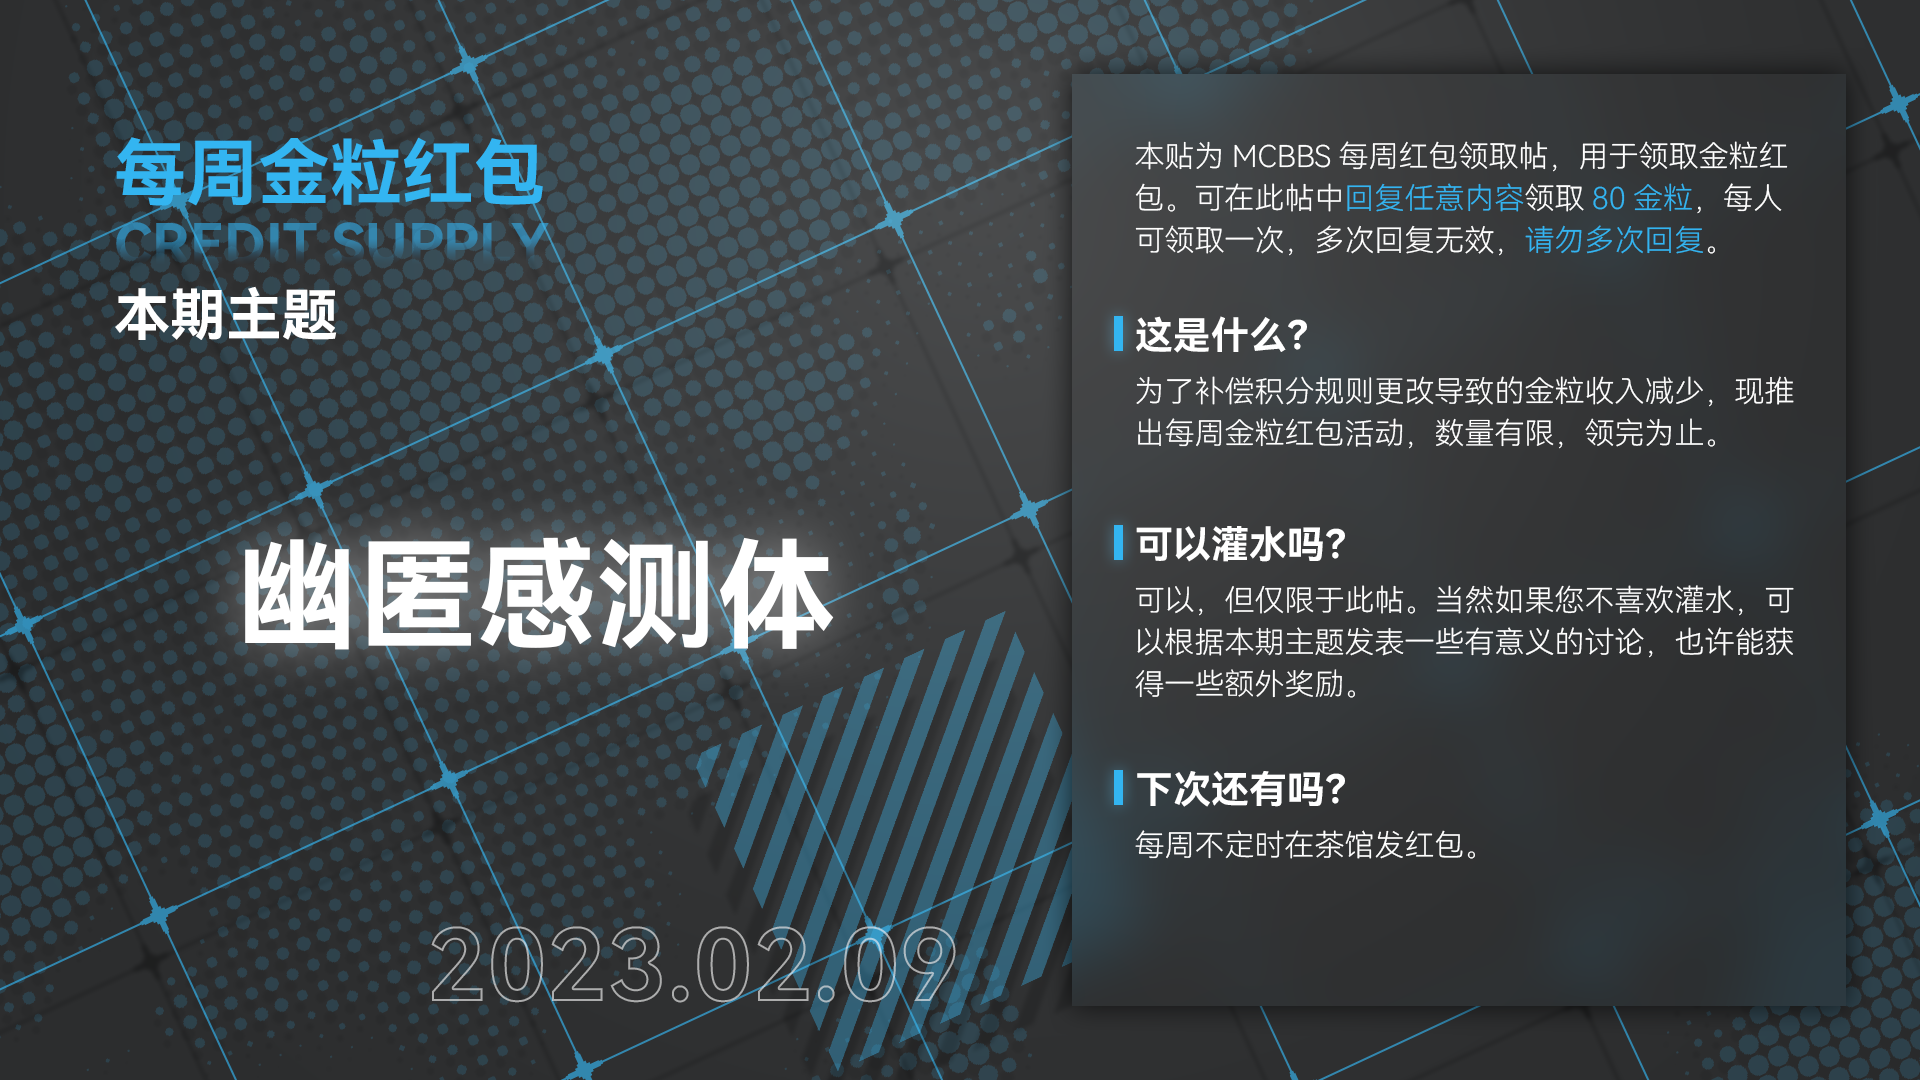 每周金粒红包
CREDIT SUPPLY
本期主题
幽匿感测体
2023.02.09
本贴为 MCBBS 每周红包领取帖，用于领取金粒红
包。可在此帖中回复任意内容领取 80 金粒，每人
可领取一次，多次回复无效，请勿多次回复。
这是什么？
为了补偿积分规则更改导致的金粒收入减少，现推
出每周金粒红包活动，数量有限，领完为止。
可以灌水吗？
可以，但仅限于此帖。当然如果您不喜欢灌水，可
以根据本期主题发表一些有意义的讨论，也许能获
得一些额外奖励。
下次还有吗？
每周不定时在茶馆发红包。